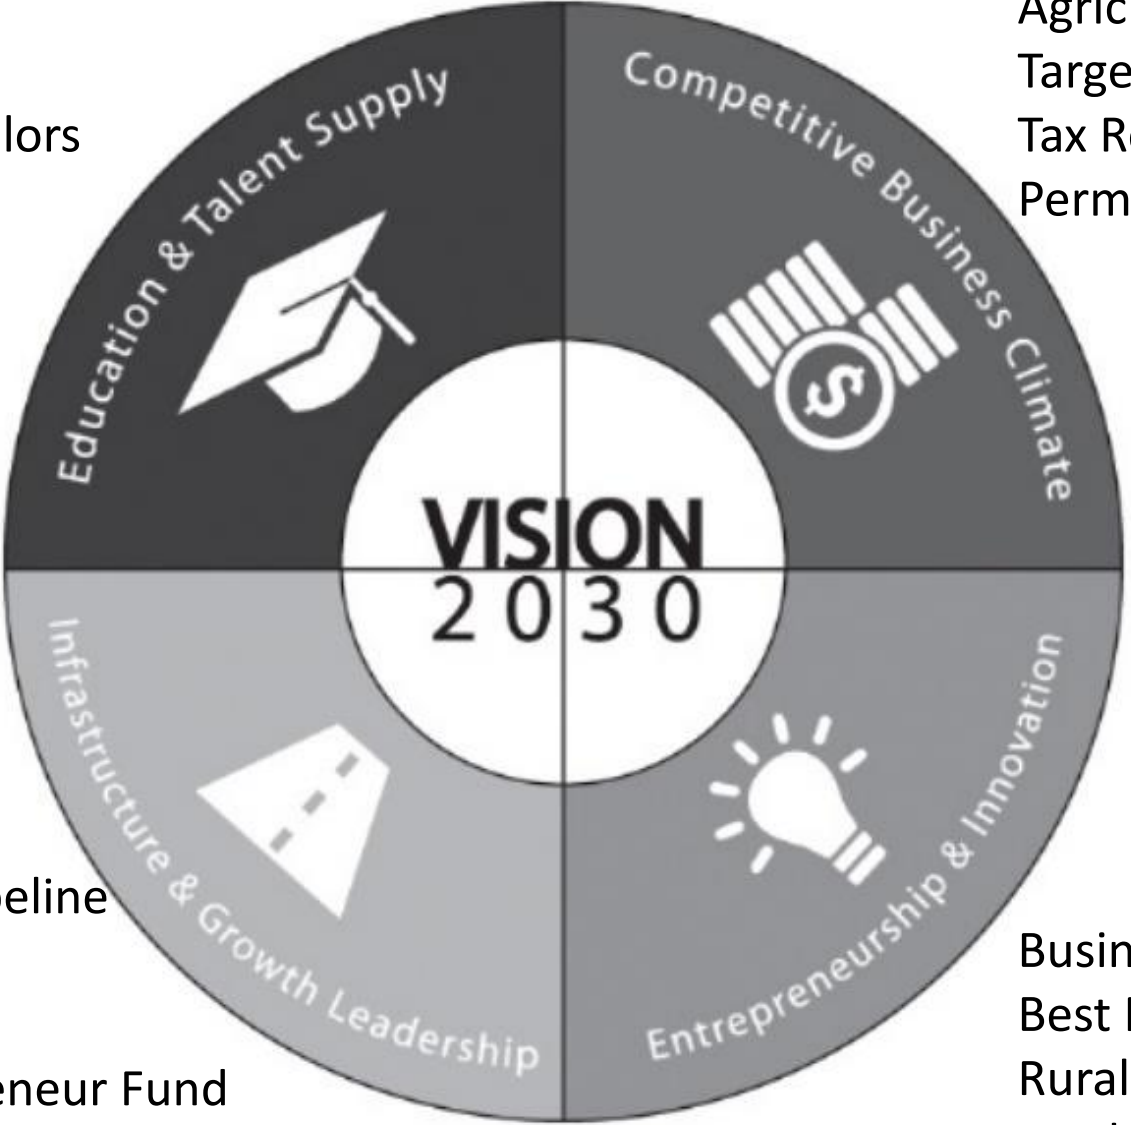 Agric
Targe
lors
Tax R
Perm
Education & Talent Supply
Competitive Business Climate
VISION
2030
Infrastructure & Growth Leadership
Entrepreneurship & Innovation
eline
Busin
Best
Rural
eneur Fund